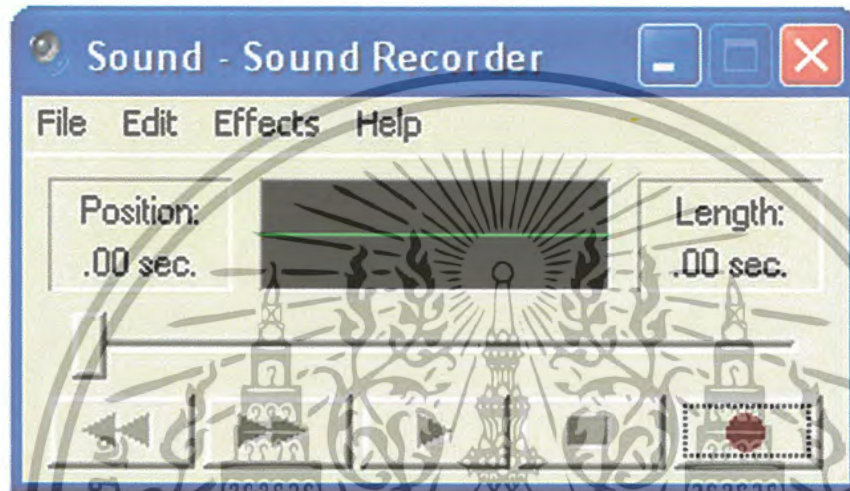 Sound - Sound Recorder
File Edit Effects Help
Position:
.00 sec.
Length:
.00 sec.